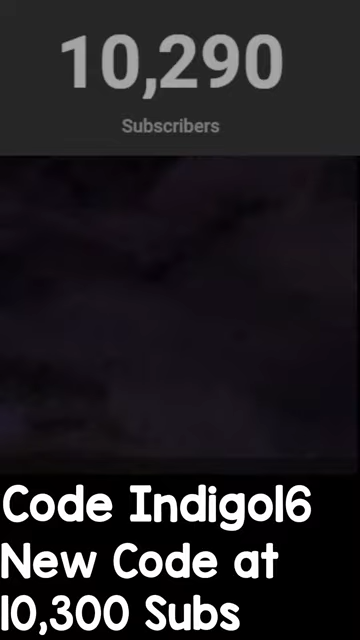 10,290
Subscribers
Code Indigo16
New Code at
10,300 Subs